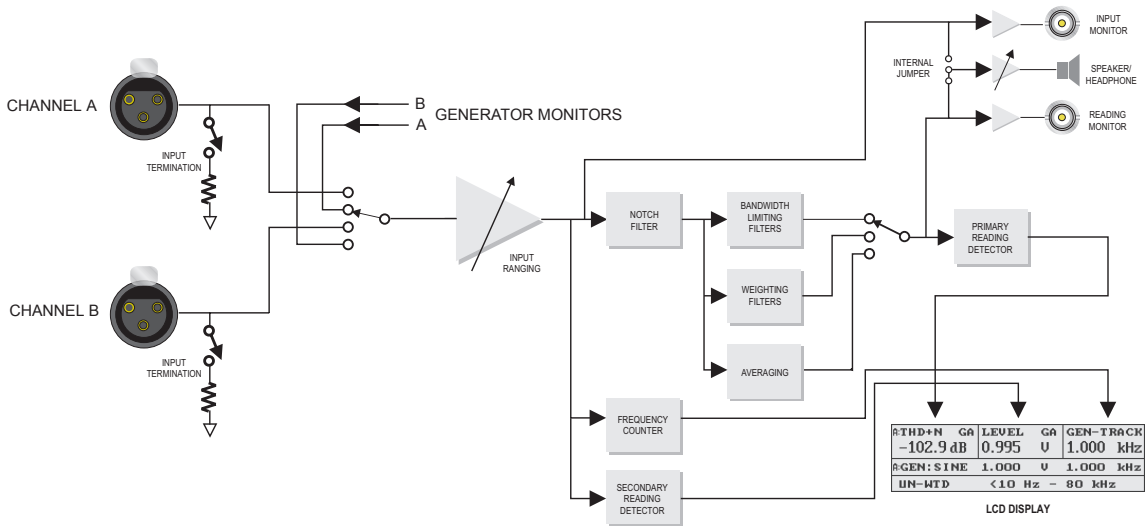 INPUT
MONITOR
INTERNAL
JUMPER
SPEAKER/
HEADPHONE
READING
MONITOR
CHANNEL A
B
GENERATOR MONITORS
A
INPUT
TERMINATION
NOTCH
FILTER
BANDWIDTH
LIMITING
FILTERS
PRIMARY
READING
DETECTOR
INPUT
RANGING
WEIGHTING
FILTERS
CHANNEL B
INPUT
TERMINATION
AVERAGING
FREQUENCY
COUNTER
SECONDARY
READING
DETECTOR
A:THD+N GA LEVEL GA GEN-TRACK
-102.9 dB 0.995 V 1.000 kHz
A:GEN:SINE 1.000 V 1.000 kHz
UN-WTD <10 Hz - 80 kHz
LCD DISPLAY